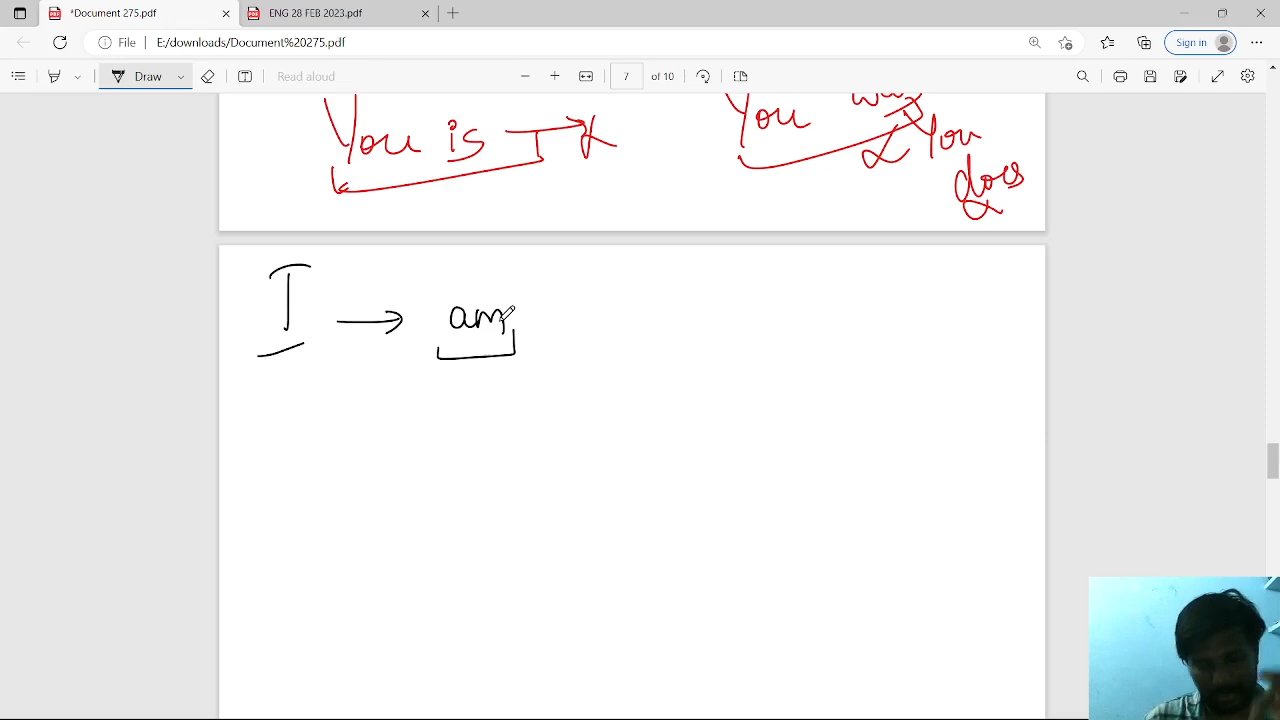 *Document 275.pdf
ENG 28 FEB 2023.pdf
File E:/downloads/Document%20275.pdf
Sign in
Draw Read aloud 7 of 10
You is
You
You
does
I → am